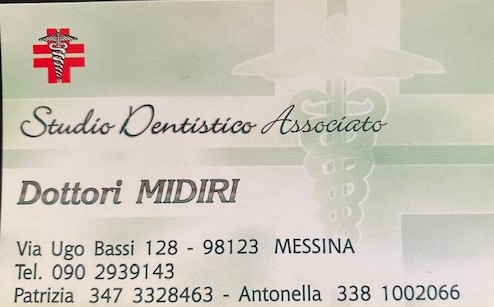 Studio Dentistico Associato
Dottori MIDIRI
Via Ugo Bassi 128 - 98123 MESSINA
Tel. 090 2939143
Patrizia 347 3328463 - Antonella 338 1002066